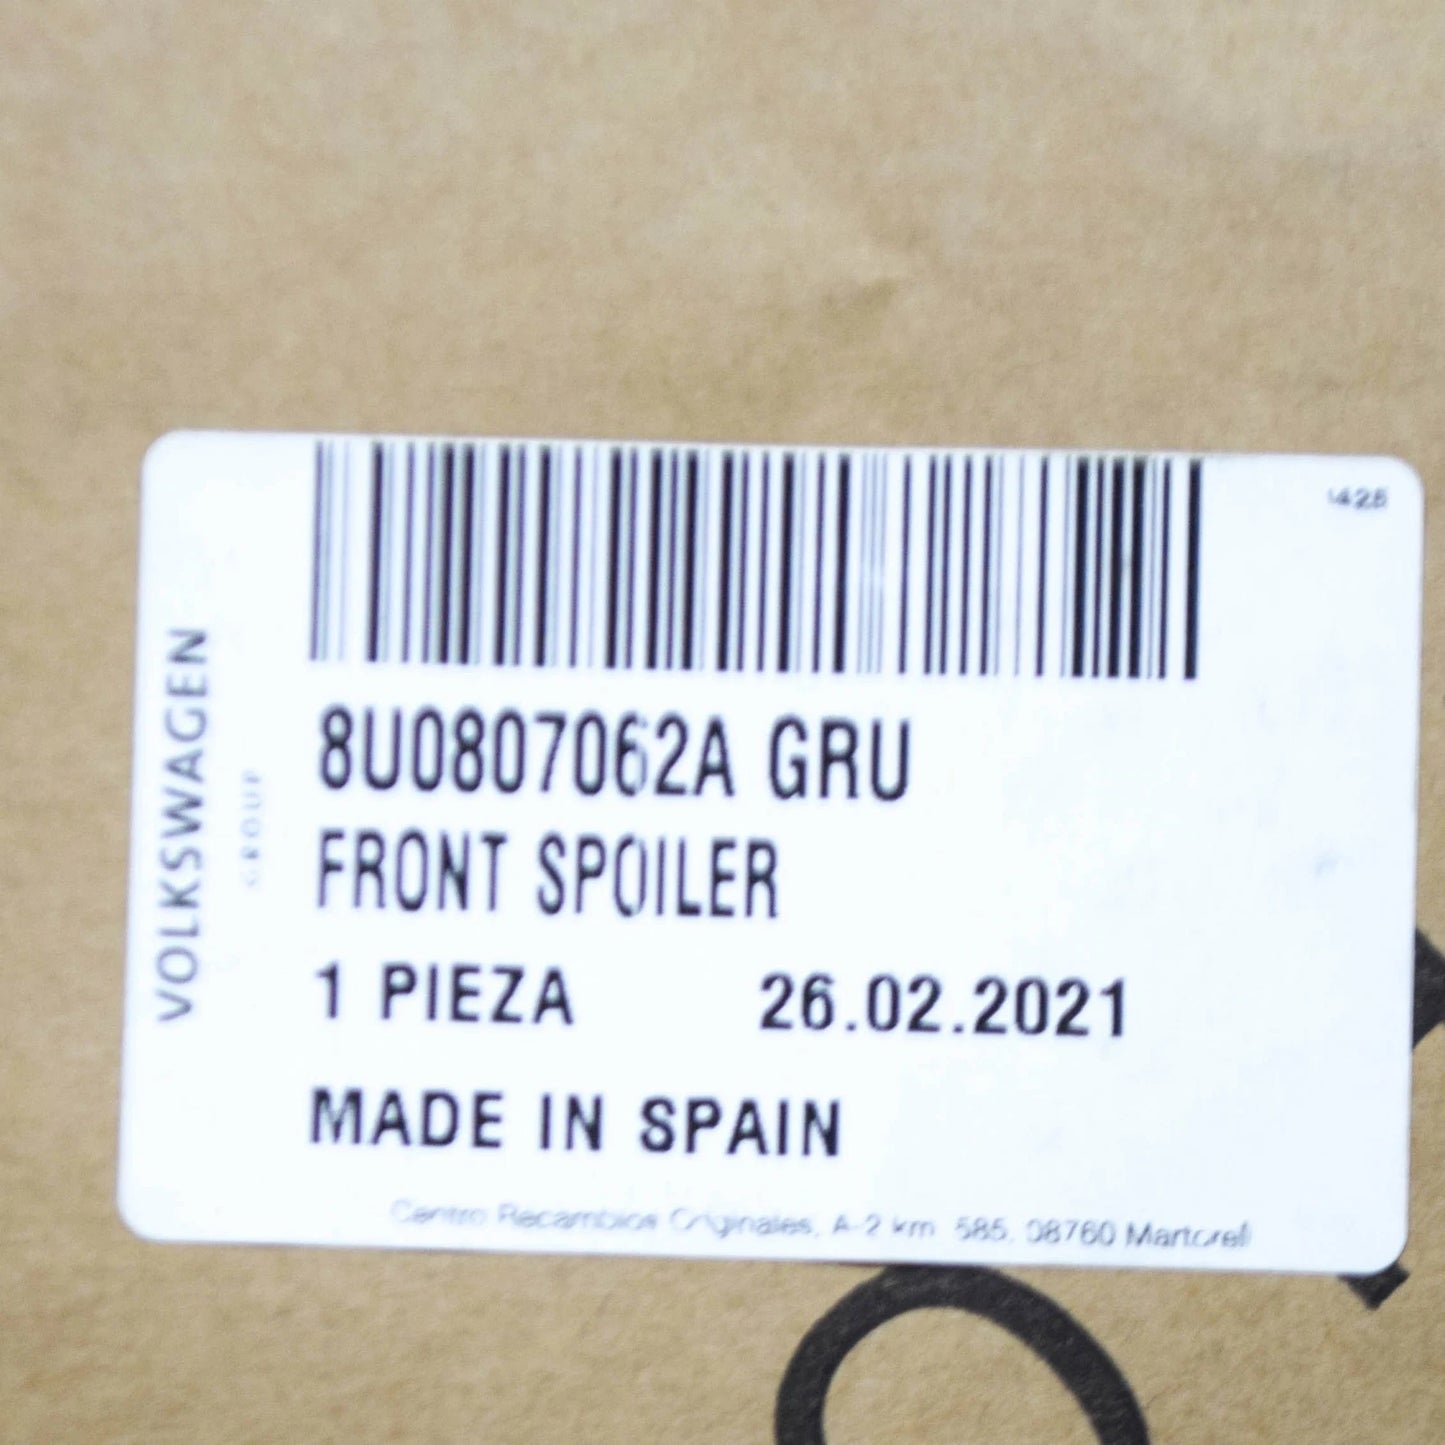 8U0807062A GRU
FRONT SPOILER
1 PIEZA 26.02.2021
MADE IN SPAIN
Centro Recambios Originales, A-2 km 585. 08760 Martorell
VOLKSWAGEN
GROUP